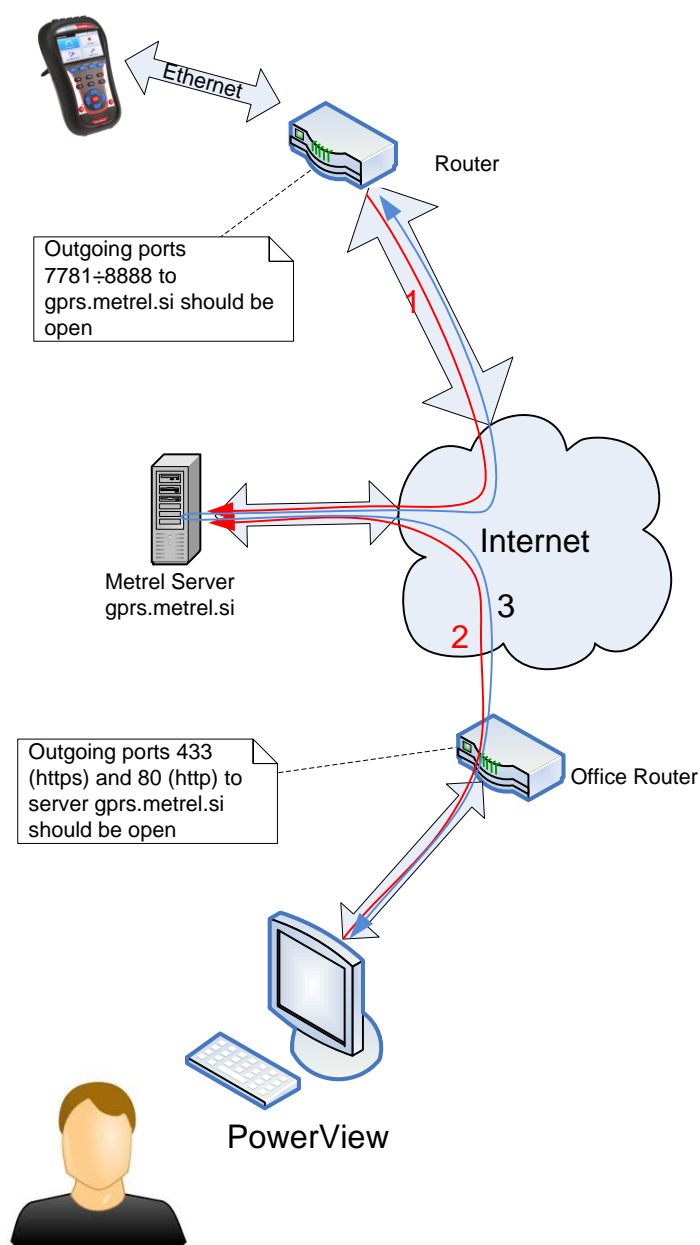 Ethernet
Router
Outgoing ports
7781÷8888 to
gprs.metrel.si should be
open
1
Internet
Metrel Server
gprs.metrel.si
3
2
Outgoing ports 433
(https) and 80 (http) to
server gprs.metrel.si
should be open
Office Router
PowerView